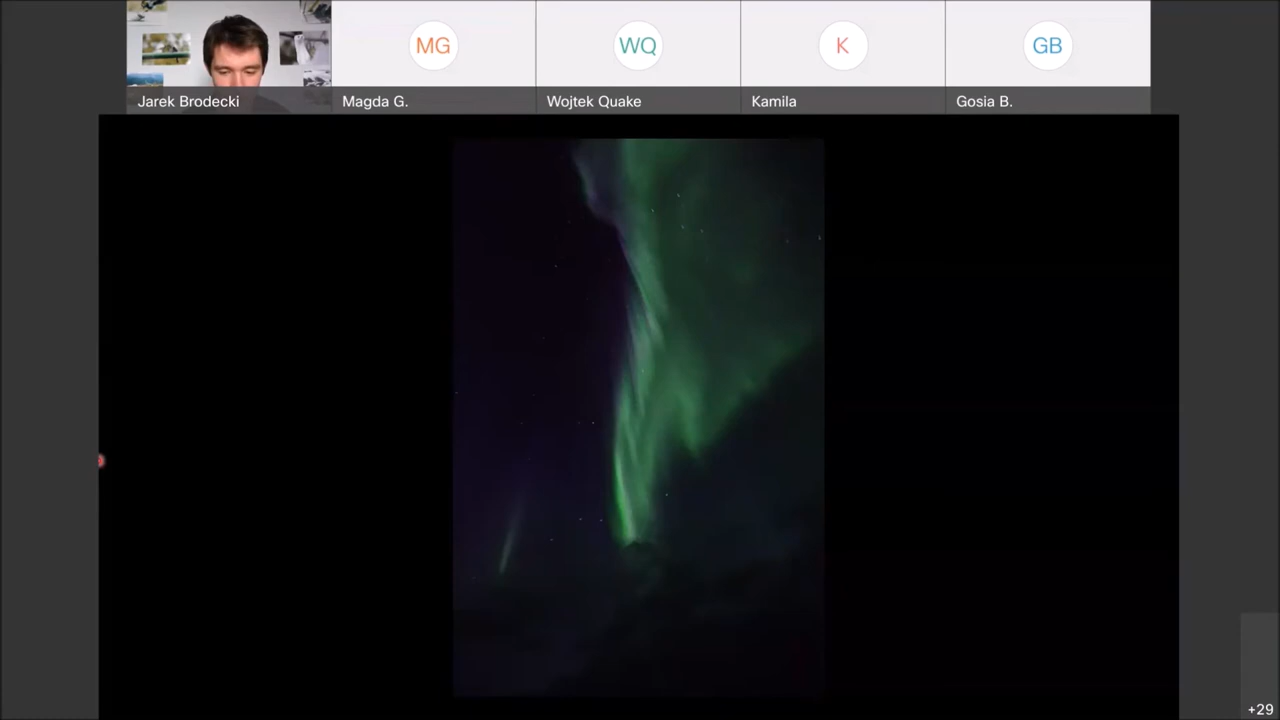 MG
WQ
K
GB
Jarek Brodecki
Magda G.
Wojtek Quake
Kamila
Gosia B.
+29